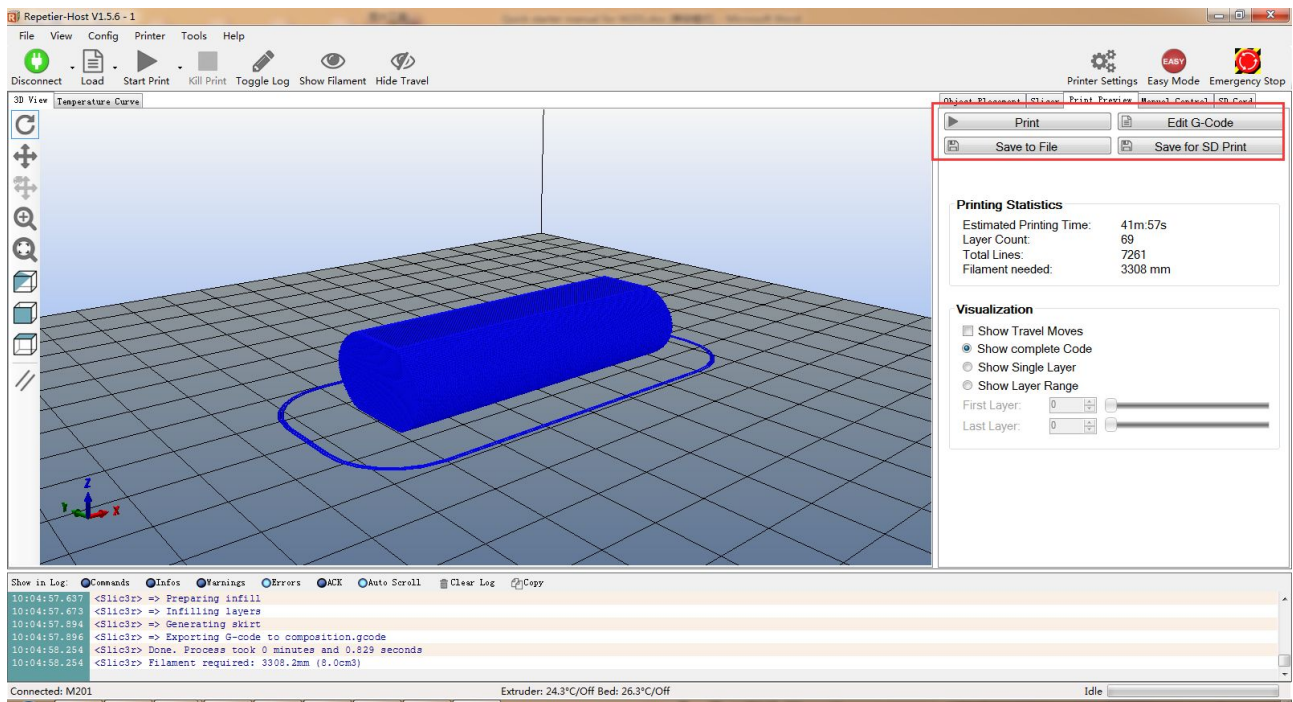 Repetier-Host V1.5.6 - 1
File View Config Printer Tools Help
Disconnect Load Start Print Kill Print Toggle Log Show Filament Hide Travel
Printer Settings Easy Mode Emergency Stop
EASY
3D View Temperature Curve
Object Placement Slicer Print Preview Manual Control SD Card
Print Edit G-Code
Save to File Save for SD Print
Printing Statistics
Estimated Printing Time: 41m:57s
Layer Count: 69
Total Lines: 7261
Filament needed: 3308 mm
Visualization
Show Travel Moves
Show complete Code
Show Single Layer
Show Layer Range
First Layer: 0
Last Layer: 0
Z
Y X
Show in Log: Commands Infos Warnings Errors ACK Auto Scroll Clear Log Copy
10:04:57.637 <Slic3r> => Preparing infill
10:04:57.673 <Slic3r> => Infilling layers
10:04:57.894 <Slic3r> => Generating skirt
10:04:57.896 <Slic3r> => Exporting G-code to composition.gcode
10:04:58.254 <Slic3r> Done. Process took 0 minutes and 0.829 seconds
10:04:58.254 <Slic3r> Filament required: 3308.2mm (8.0cm3)
Connected: M201 Extruder: 24.3°C/Off Bed: 26.3°C/Off Idle